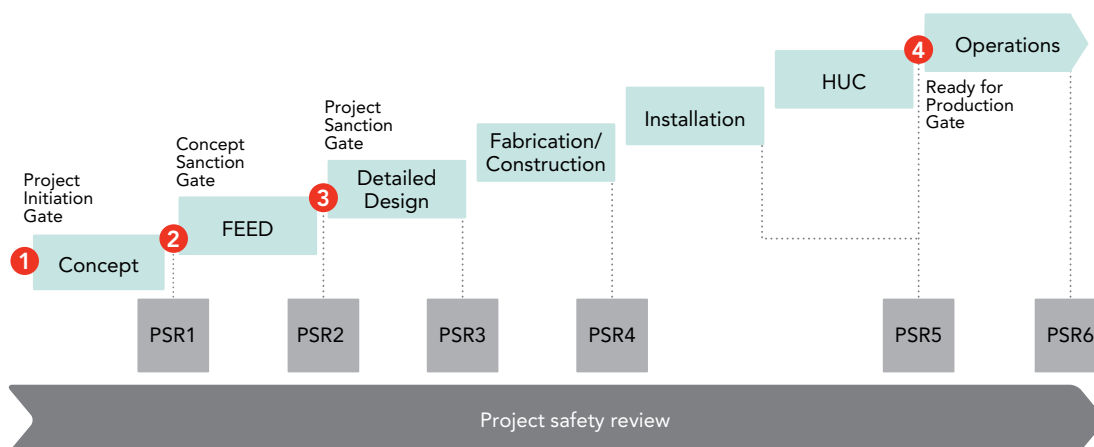 4
Operations
HUC
Ready for
Production
Gate
Installation
Project
Sanction
Gate
Fabrication/
Construction
Concept
Sanction
Gate
3
Detailed
Design
Project
Initiation
Gate
2
FEED
1
Concept
PSR1
PSR2
PSR3
PSR4
PSR5
PSR6
Project safety review